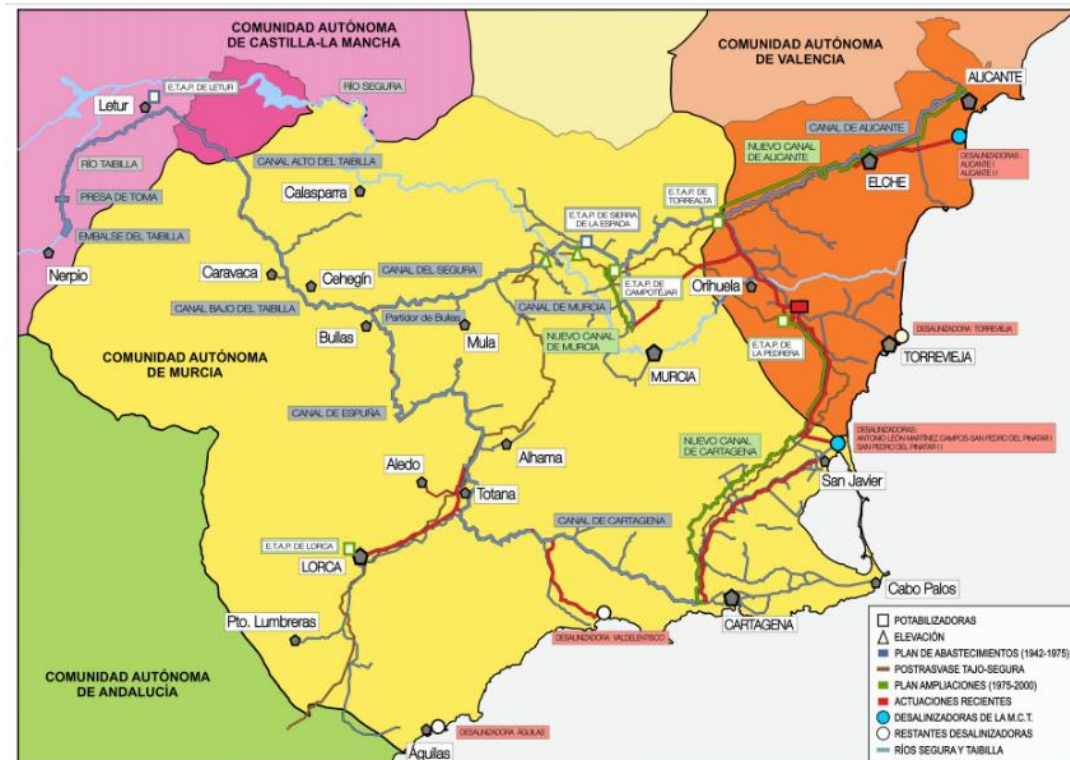 COMUNIDAD AUTÓNOMA
DE CASTILLA-LA MANCHA
COMUNIDAD AUTÓNOMA
DE VALENCIA
E.T.A.P. DE LETUR
Letur
RÍO SEGURA
ALICANTE
CANAL DE ALICANTE
NUEVO CANAL
DE ALICANTE
DESALINIZADORAS:
ALICANTE I
ALICANTE II
ELCHE
RÍO TAIBILLA
CANAL ALTO DEL TAIBILLA
Calasparra
PRESA DE TOMA
E.T.A.P. DE
TORREALTA
E.T.A.P. DE SIERRA
DE LA ESPADA
EMBALSE DEL TAIBILLA
Nerpio
Caravaca
Cehegín
CANAL DEL SEGURA
E.T.A.P. DE
CAMPOTÉJAR
Orihuela
CANAL BAJO DEL TAIBILLA
Partidor de Bullas
CANAL DE MURCIA
Bullas
Mula
NUEVO CANAL
DE MURCIA
MURCIA
E.T.A.P. DE
LA PEDRERA
DESALINIZADORA TORREVIEJA
TORREVIEJA
COMUNIDAD AUTÓNOMA
DE MURCIA
CANAL DE ESPUÑA
Alhama
NUEVO CANAL
DE CARTAGENA
DESALINIZADORAS:
ANTONIO LEÓN MARTÍNEZ CAMPOS-SAN PEDRO DEL PINATAR I
SAN PEDRO DEL PINATAR II
San Javier
Aledo
Totana
CANAL DE CARTAGENA
E.T.A.P. DE LORCA
LORCA
Cabo Palos
Pto. Lumbreras
CARTAGENA
DESALINIZADORA VALDELENTISCO
COMUNIDAD AUTÓNOMA
DE ANDALUCÍA
DESALINIZADORA ÁGUILAS
Águilas
POTABILIZADORAS
ELEVACIÓN
PLAN DE ABASTECIMIENTOS (1942-1975)
POSTRASVASE TAJO-SEGURA
PLAN AMPLIACIONES (1975-2000)
ACTUACIONES RECIENTES
DESALINIZADORAS DE LA M.C.T.
RESTANTES DESALINIZADORAS
RÍOS SEGURA Y TAIBILLA